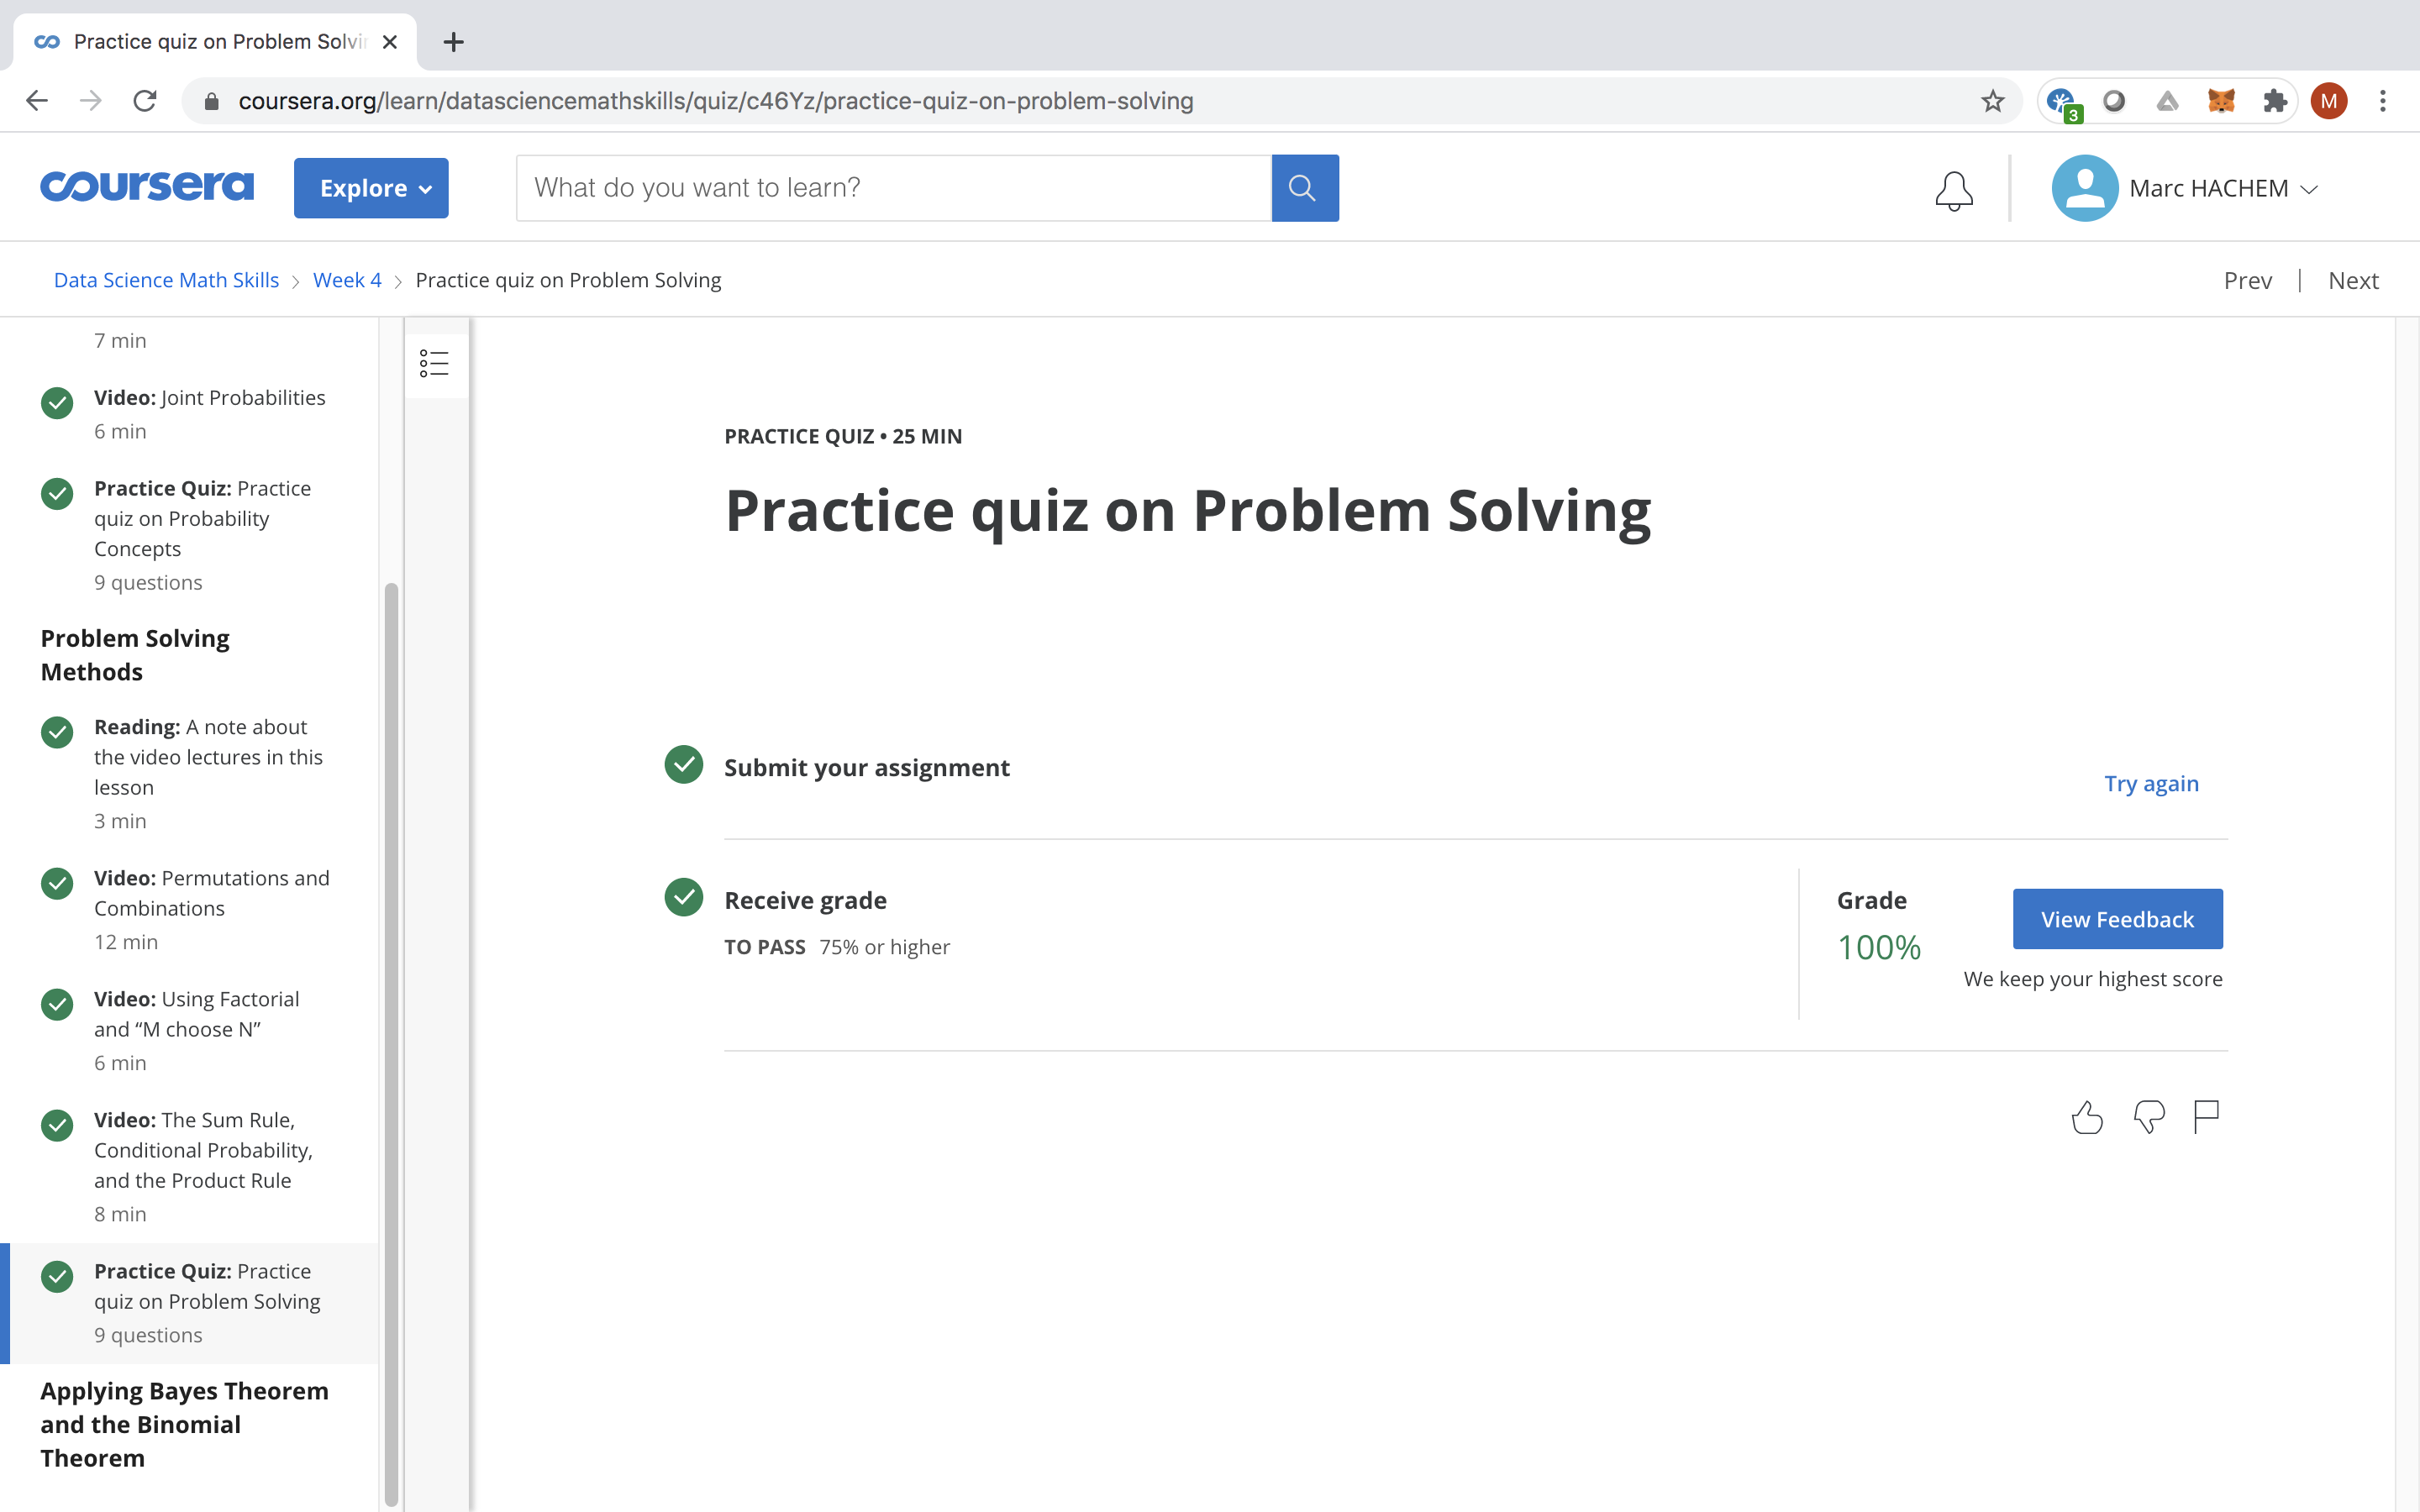 Practice quiz on Problem Solvi
coursera.org/learn/datasciencemathskills/quiz/c46Yz/practice-quiz-on-problem-solving
3
M
coursera
Explore
What do you want to learn?
Marc HACHEM
Data Science Math Skills
Week 4
Practice quiz on Problem Solving
Prev | Next
7 min
Video: Joint Probabilities
6 min
Practice Quiz: Practice
quiz on Probability
Concepts
9 questions
Problem Solving
Methods
Reading: A note about
the video lectures in this
lesson
3 min
Video: Permutations and
Combinations
12 min
Video: Using Factorial
and “M choose N”
6 min
Video: The Sum Rule,
Conditional Probability,
and the Product Rule
8 min
Practice Quiz: Practice
quiz on Problem Solving
9 questions
Applying Bayes Theorem
and the Binomial
Theorem
PRACTICE QUIZ • 25 MIN
Practice quiz on Problem Solving
Submit your assignment
Try again
Receive grade
TO PASS 75% or higher
Grade
100%
View Feedback
We keep your highest score